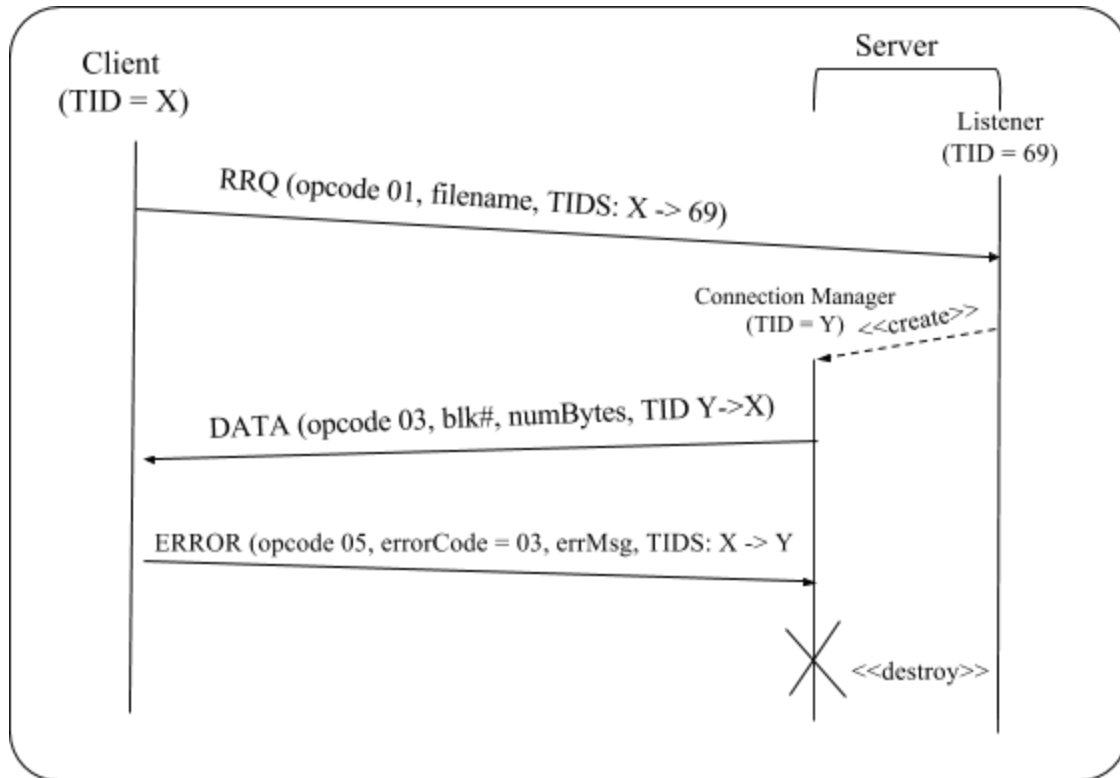 Server
Client
(TID = X)
Listener
(TID = 69)
RRQ (opcode 01, filename, TIDS: X -> 69)
Connection Manager
(TID = Y)
<<create>>
DATA (opcode 03, blk#, numBytes, TID Y->X)
ERROR (opcode 05, errorCode = 03, errMsg, TIDS: X -> Y
<<destroy>>